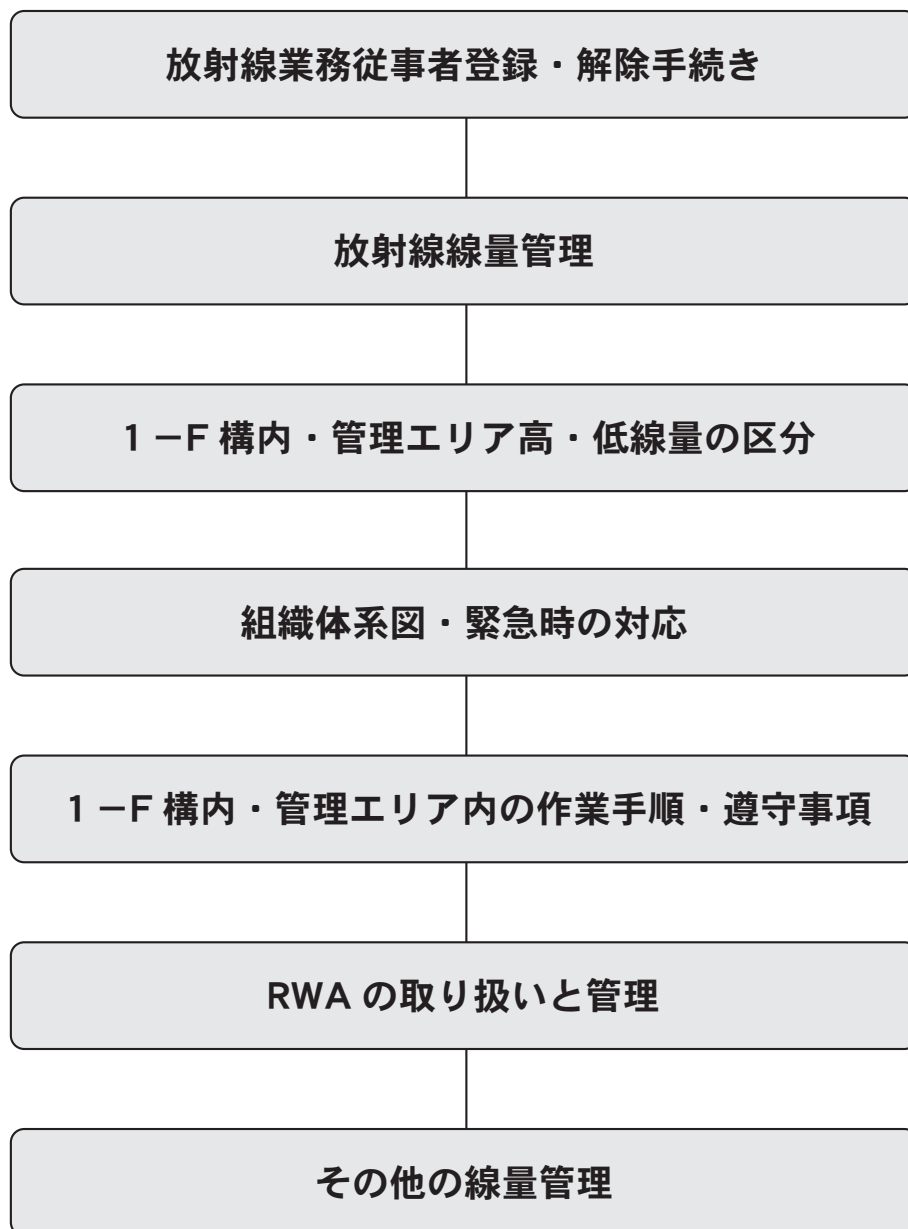 放射線業務従事者登録・解除手続き
放射線線量管理
1－F 構内・管理エリア高・低線量の区分
組織体系図・緊急時の対応
1－F 構内・管理エリア内の作業手順・遵守事項
RWA の取り扱いと管理
その他の線量管理